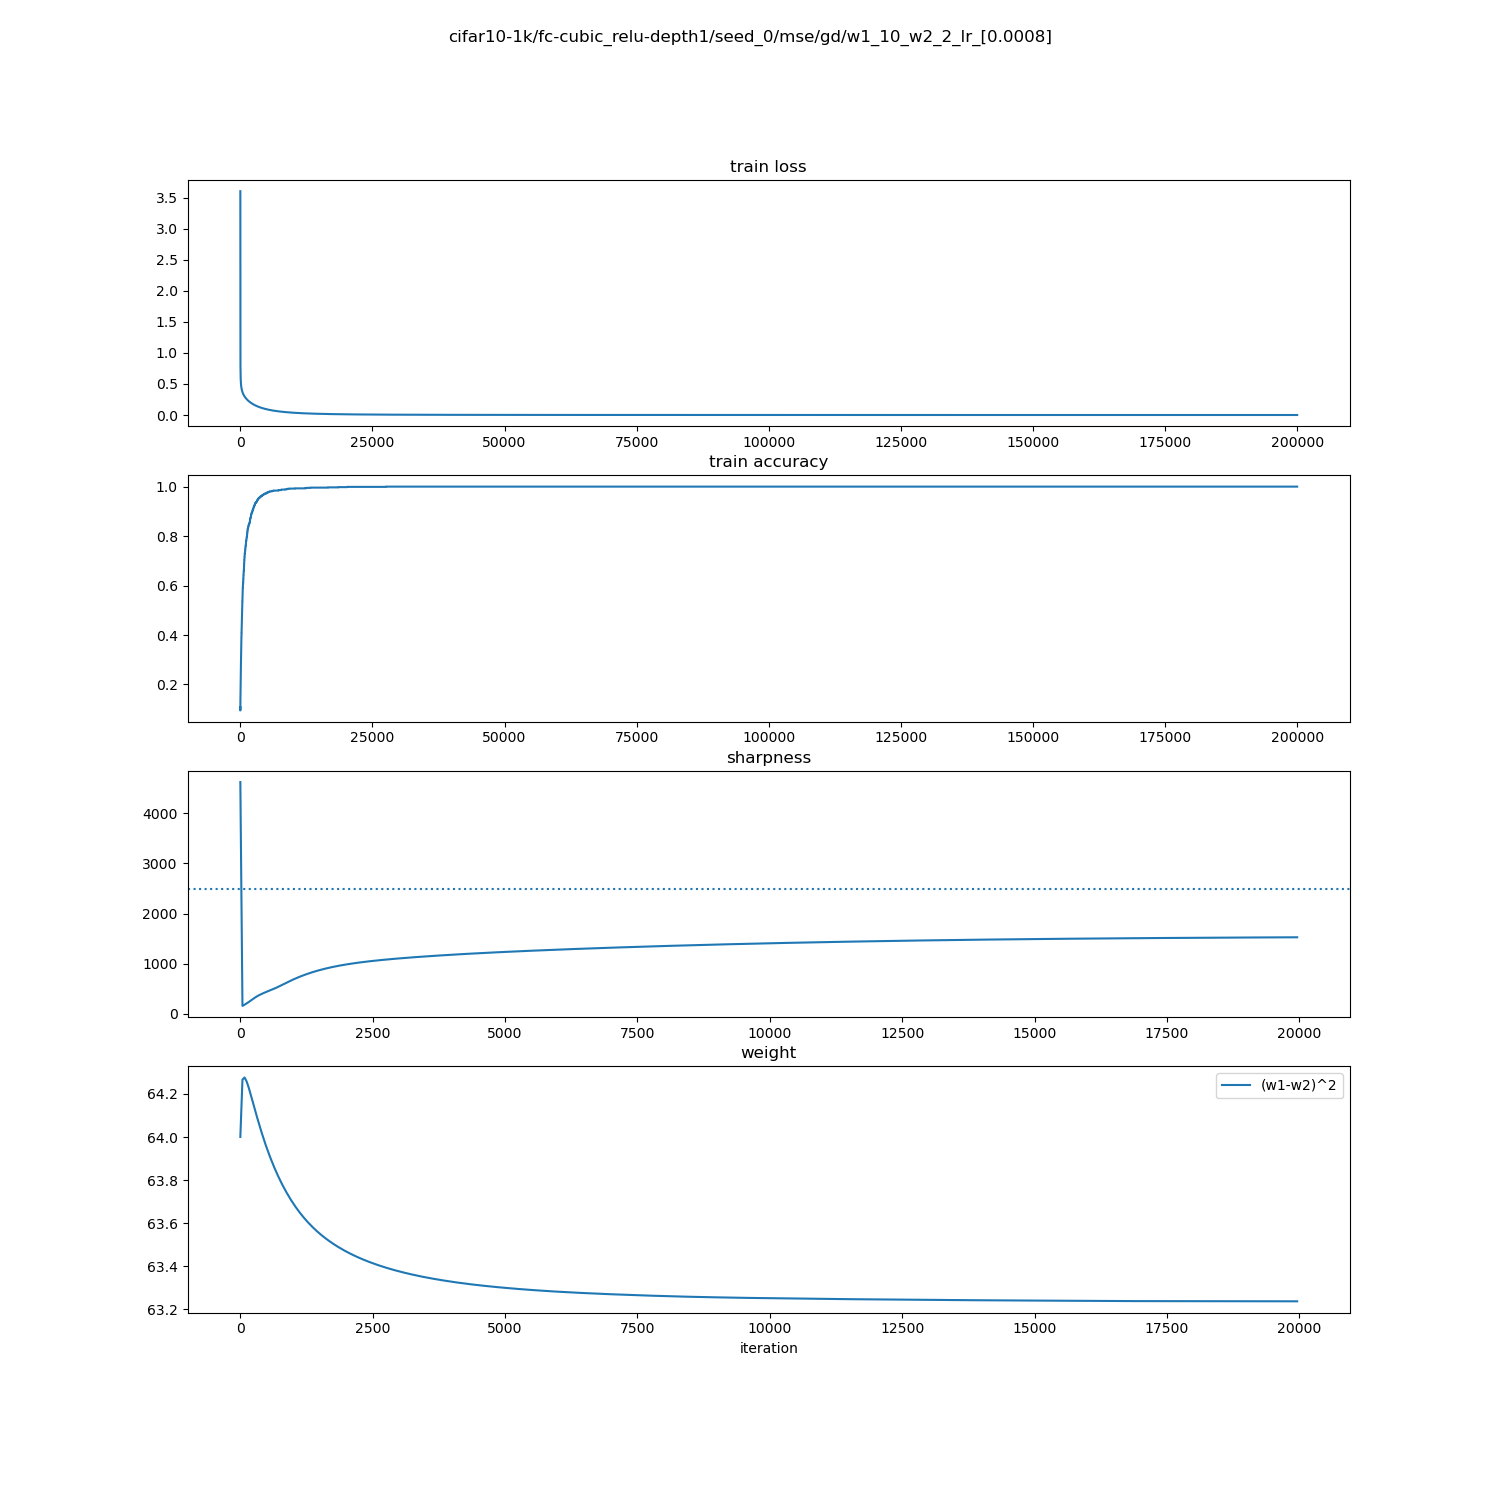 cifar10-1k/fc-cubic_relu-depth1/seed_0/mse/gd/w1_10_w2_2_lr_[0.0008]
train loss
3.5
3.0
2.5
2.0
1.5
1.0
0.5
0.0
0 25000 50000 75000 100000 125000 150000 175000 200000
train accuracy
1.0
0.8
0.6
0.4
0.2
0 25000 50000 75000 100000 125000 150000 175000 200000
sharpness
4000
3000
2000
1000
0
0 2500 5000 7500 10000 12500 15000 17500 20000
weight
(w1-w2)^2
64.2
64.0
63.8
63.6
63.4
63.2
0 2500 5000 7500 10000 12500 15000 17500 20000
iteration